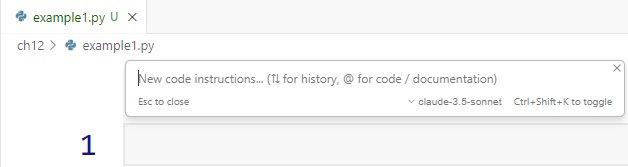 example1.py U ×
ch12 > example1.py
New code instructions... (⇅ for history, @ for code / documentation)
Esc to close claude-3.5-sonnet Ctrl+Shift+K to toggle
1